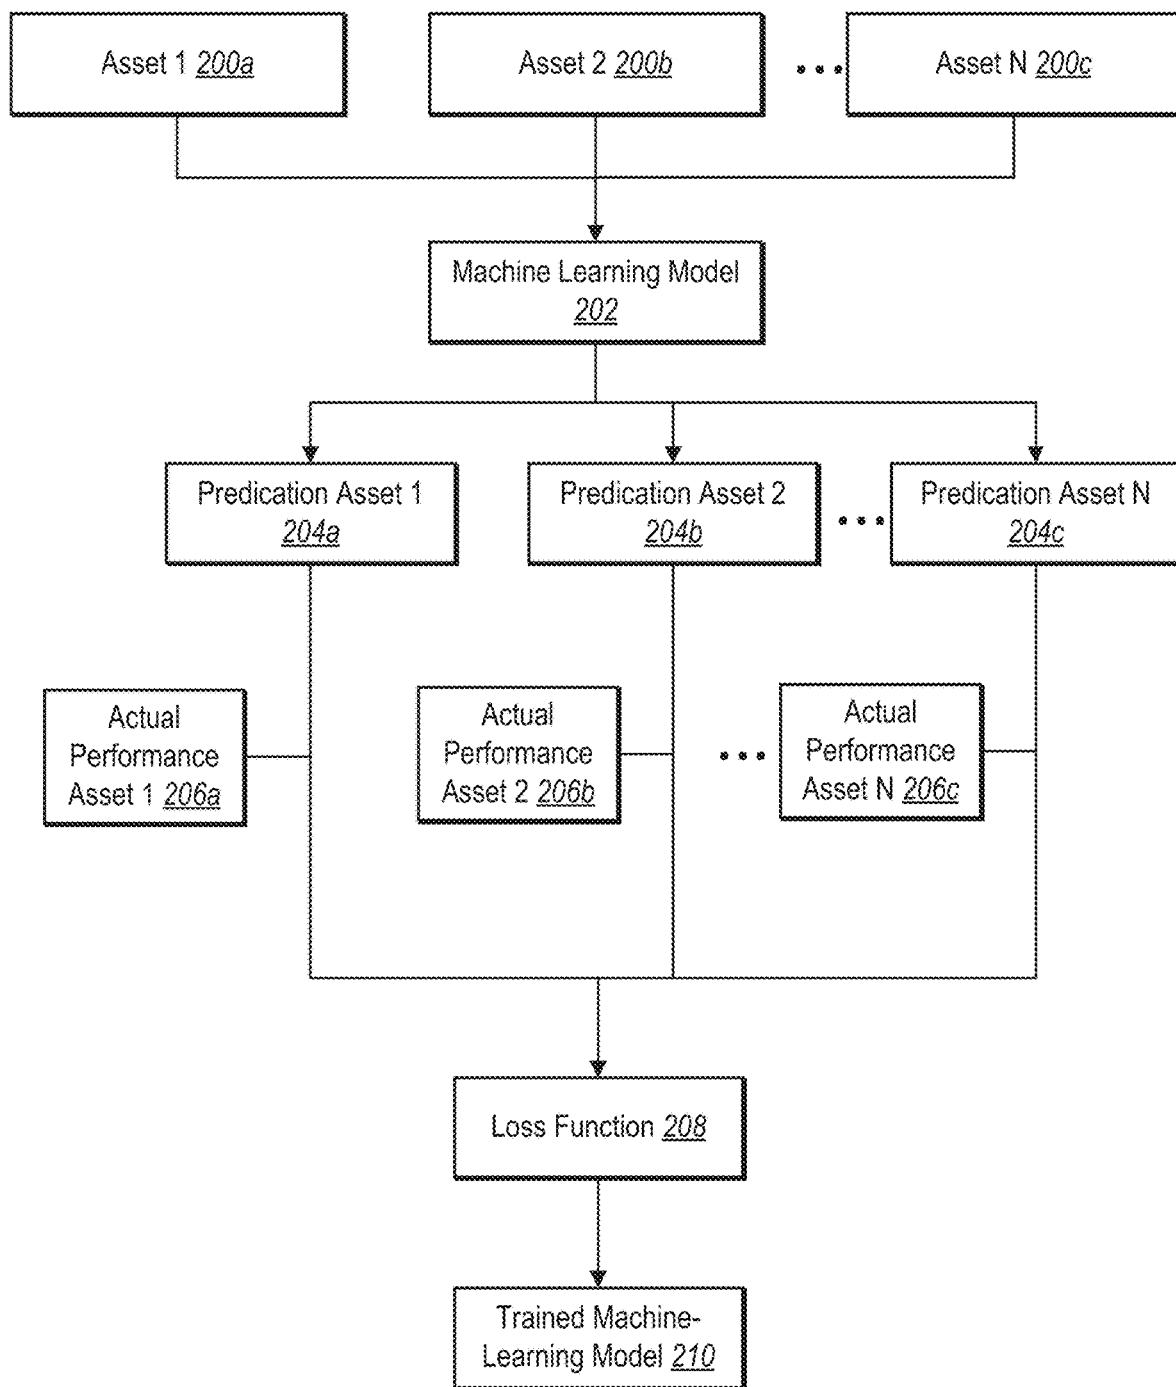 Asset 1 200a
Asset 2 200b
Asset N 200c
Machine Learning Model
202
Predication Asset 1
204a
Predication Asset 2
204b
Predication Asset N
204c
Actual
Performance
Asset 1 206a
Actual
Performance
Asset 2 206b
Actual
Performance
Asset N 206c
Loss Function 208
Trained Machine-
Learning Model 210